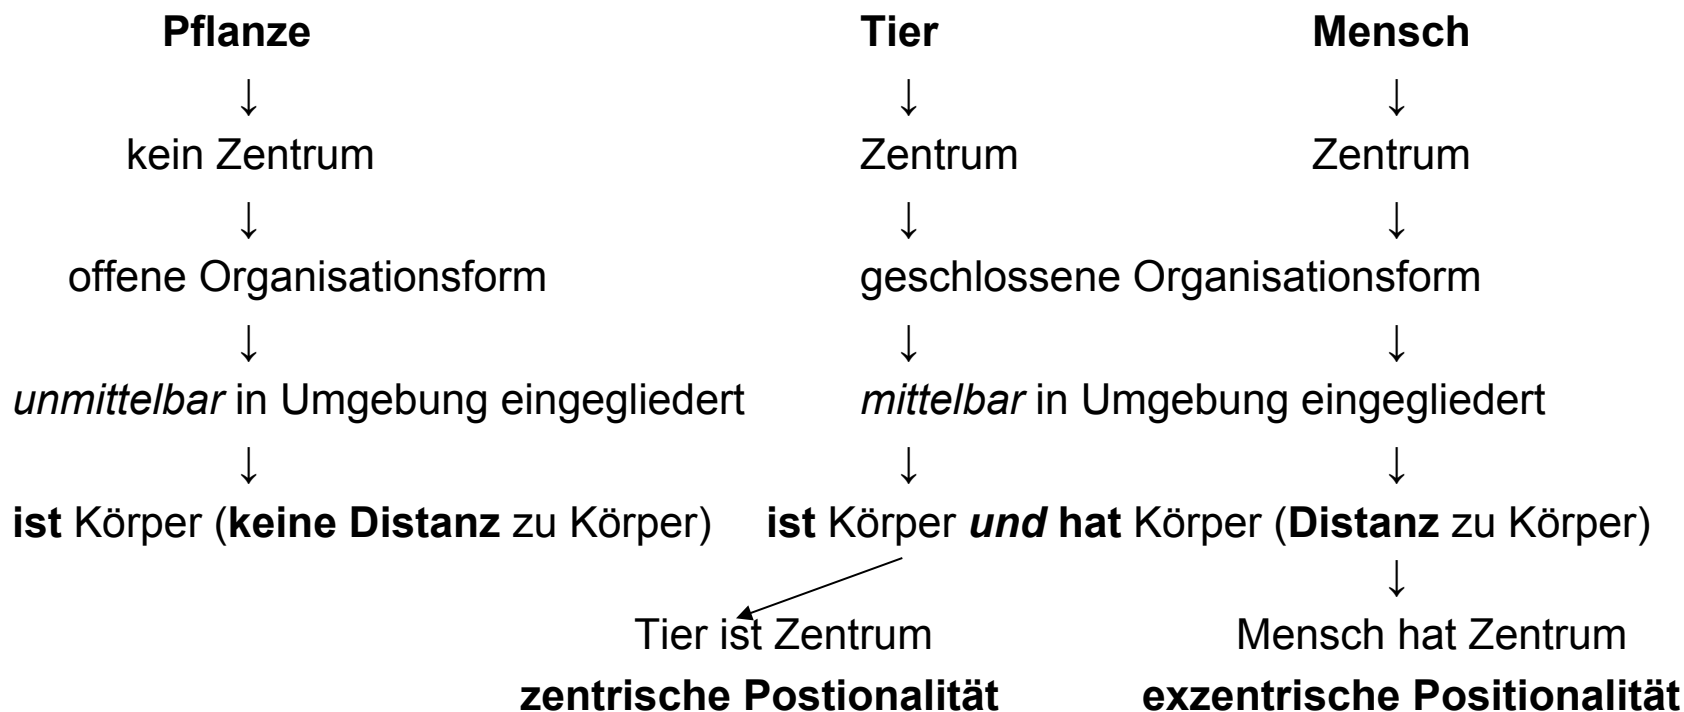 Pflanze Tier Mensch
↓ ↓ ↓
kein Zentrum Zentrum Zentrum
↓ ↓ ↓
offene Organisationsform geschlossene Organisationsform
↓ ↓ ↓
unmittelbar in Umgebung eingegliedert mittelbar in Umgebung eingegliedert
↓ ↓ ↓
ist Körper (keine Distanz zu Körper) ist Körper und hat Körper (Distanz zu Körper)
↓
Tier ist Zentrum Mensch hat Zentrum
zentrische Postionalität exzentrische Positionalität